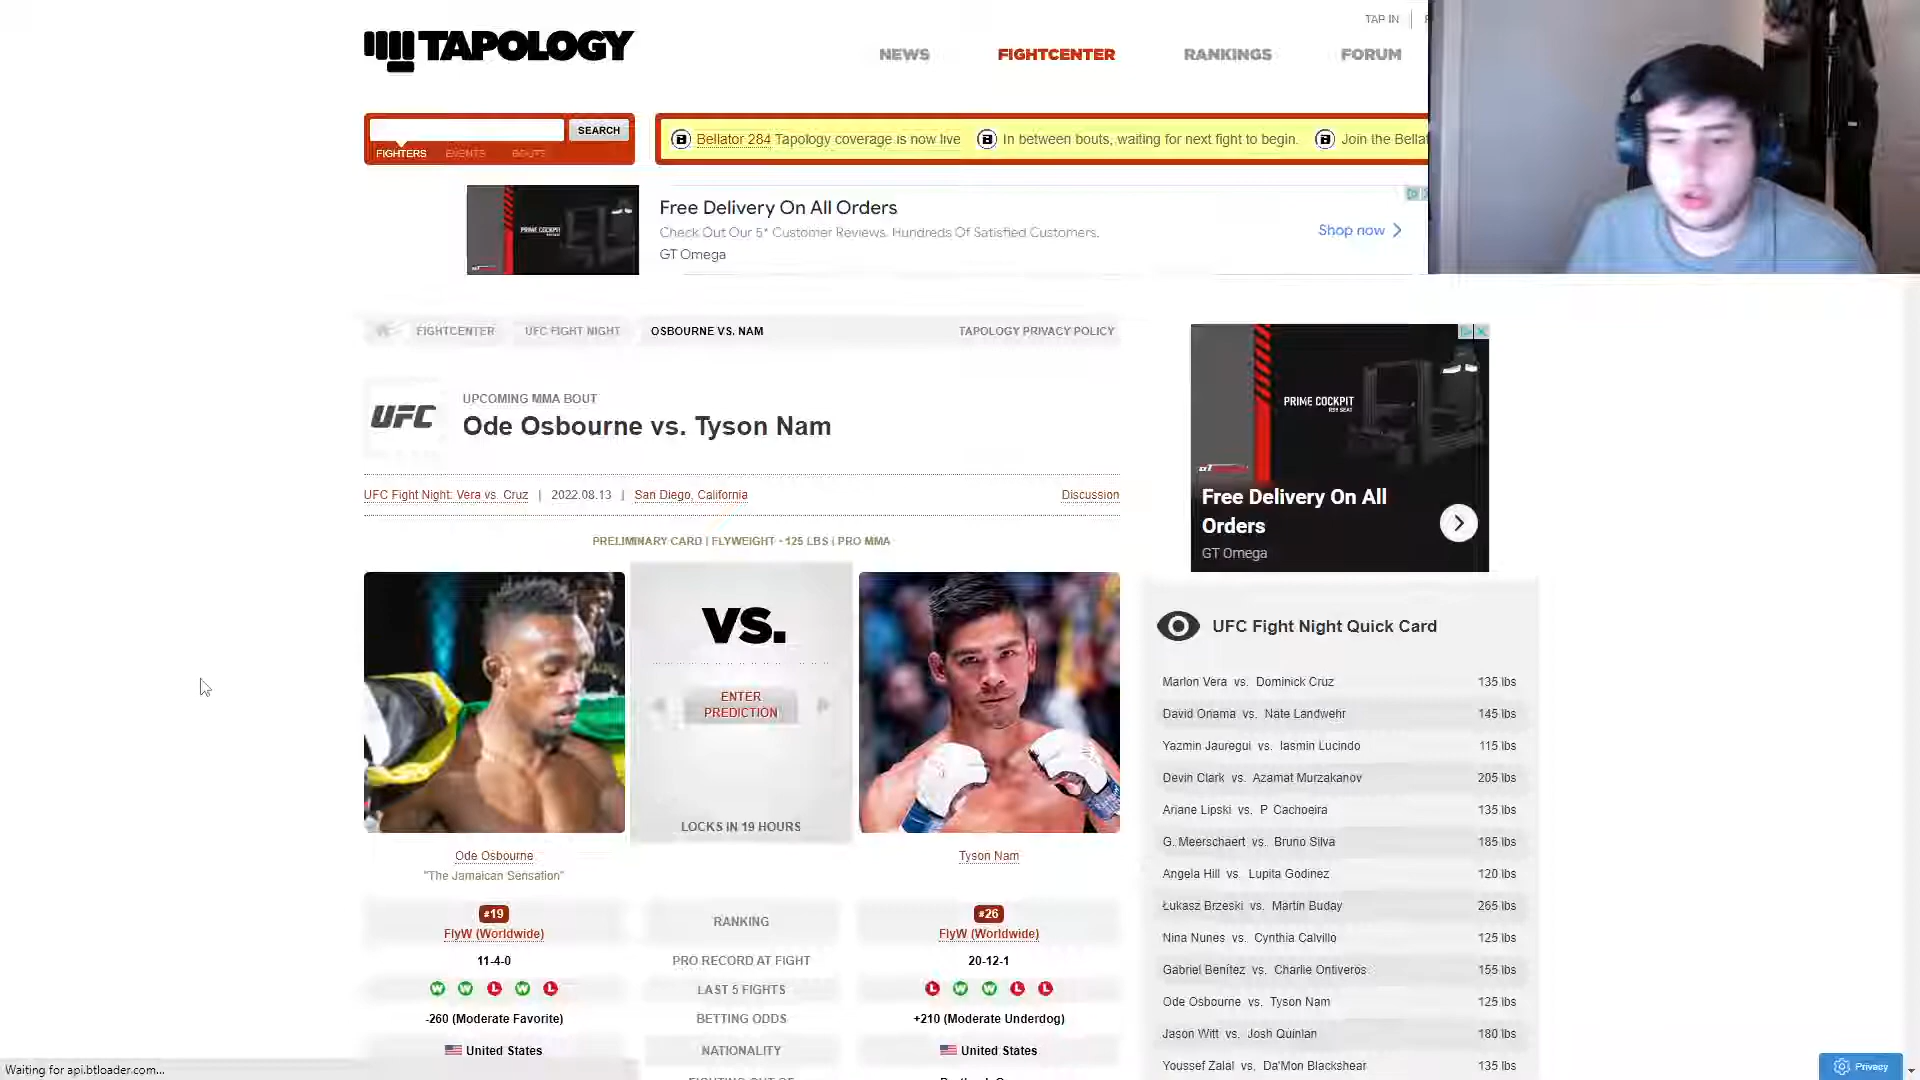 TAP IN
TAPOLOGY
NEWS
FIGHTCENTER
RANKINGS
FORUM
SEARCH
FIGHTERS
EVENTS
BOUTS
Bellator 284 Tapology coverage is now live
In between bouts, waiting for next fight to begin.
Join the Bellat
PRIME COCKPIT
Free Delivery On All Orders
Check Out Our 5* Customer Reviews. Hundreds Of Satisfied Customers.
GT Omega
Shop now
FIGHTCENTER
UFC FIGHT NIGHT
OSBOURNE VS. NAM
TAPOLOGY PRIVACY POLICY
UFC
UPCOMING MMA BOUT
Ode Osbourne vs. Tyson Nam
UFC Fight Night: Vera vs. Cruz | 2022.08.13 | San Diego, California
Discussion
PRELIMINARY CARD | FLYWEIGHT · 125 LBS | PRO MMA
VS.
ENTER
PREDICTION
LOCKS IN 19 HOURS
Ode Osbourne
"The Jamaican Sensation"
Tyson Nam
#19
FlyW (Worldwide)
RANKING
#26
FlyW (Worldwide)
11-4-0
PRO RECORD AT FIGHT
20-12-1
W W L W L
LAST 5 FIGHTS
L W W L L
-260 (Moderate Favorite)
BETTING ODDS
+210 (Moderate Underdog)
United States
NATIONALITY
United States
PRIME COCKPIT
Free Delivery On All
Orders
GT Omega
UFC Fight Night Quick Card
Marlon Vera vs. Dominick Cruz 135 lbs
David Onama vs. Nate Landwehr 145 lbs
Yazmin Jauregui vs. Iasmin Lucindo 115 lbs
Devin Clark vs. Azamat Murzakanov 205 lbs
Ariane Lipski vs. P Cachoeira 135 lbs
G. Meerschaert vs. Bruno Silva 185 lbs
Angela Hill vs. Lupita Godinez 120 lbs
Łukasz Brzeski vs. Martin Buday 265 lbs
Nina Nunes vs. Cynthia Calvillo 125 lbs
Gabriel Benítez vs. Charlie Ontiveros 155 lbs
Ode Osbourne vs. Tyson Nam 125 lbs
Jason Witt vs. Josh Quinlan 180 lbs
Youssef Zalal vs. Da'Mon Blackshear 135 lbs
Waiting for api.btloader.com...
Privacy